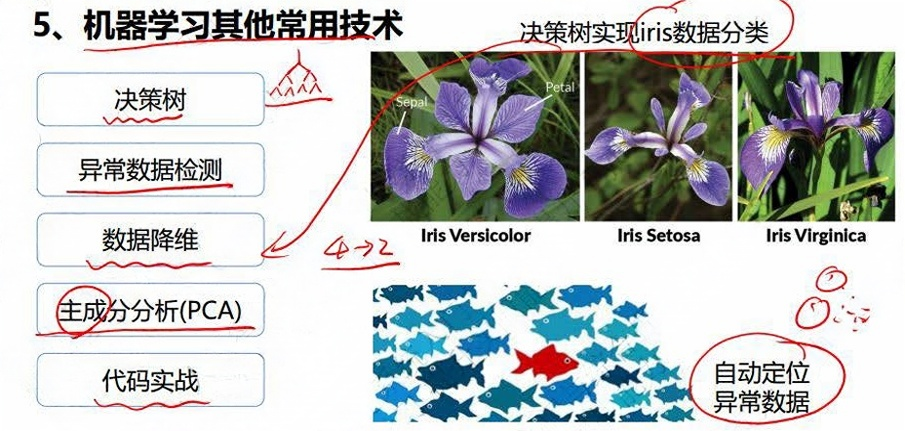 5、机器学习其他常用技术
决策树实现iris数据分类
决策树
异常数据检测
数据降维
主成分分析(PCA)
代码实战
Sepal
Petal
Iris Versicolor
Iris Setosa
Iris Virginica
4→2
自动定位
异常数据